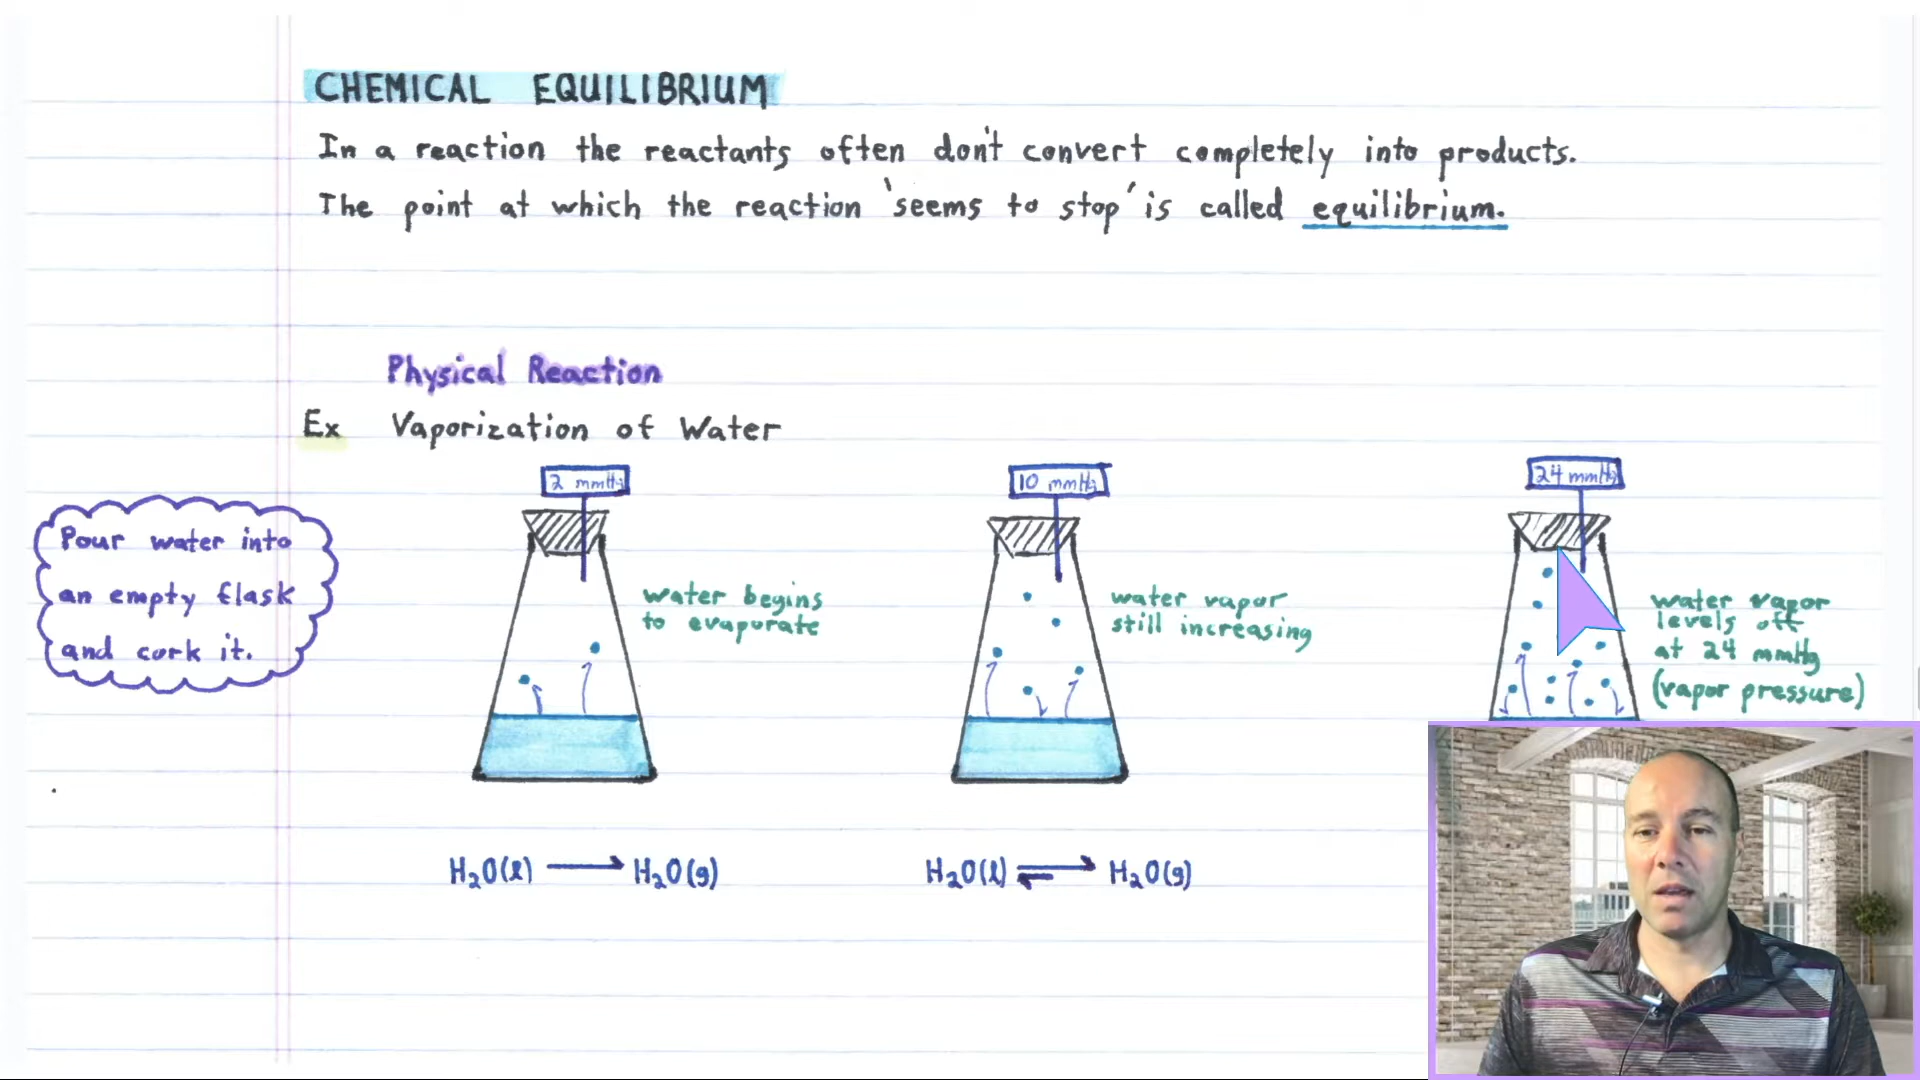 CHEMICAL EQUILIBRIUM
In a reaction the reactants often don't convert completely into products.
The point at which the reaction 'seems to stop' is called equilibrium.
Physical Reaction
Ex Vaporization of Water
Pour water into
an empty flask
and cork it.
2 mmHg
water begins
to evaporate
H₂O(l) → H₂O(g)
10 mmHg
water vapor
still increasing
H₂O(l) ⇌ H₂O(g)
24 mmHg
water vapor
levels off
at 24 mmHg
(vapor pressure)